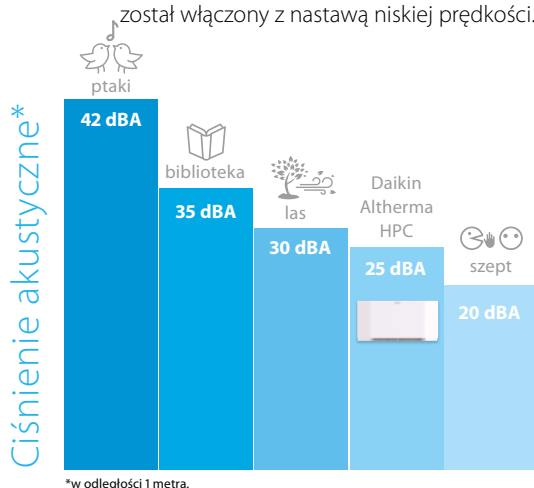 został włączony z nastawą niskiej prędkości.
Ciśnienie akustyczne*
ptaki
42 dBA
biblioteka
35 dBA
las
30 dBA
Daikin
Altherma
HPC
25 dBA
szept
20 dBA
*w odległości 1 metra.